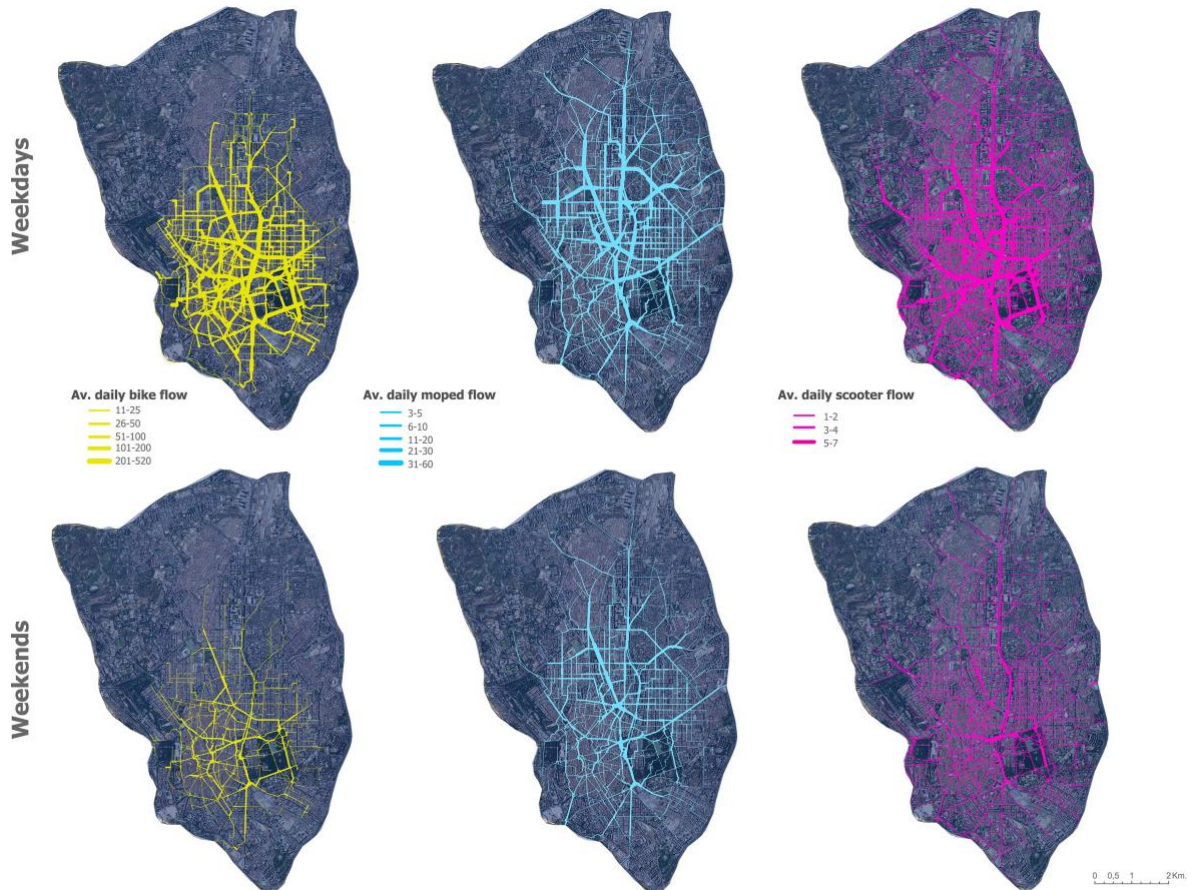 Weekdays
Av. daily bike flow
11-25
26-50
51-100
101-200
201-520
Av. daily moped flow
3-5
6-10
11-20
21-30
31-60
Av. daily scooter flow
1-2
3-4
5-7
Weekends
0 0,5 1 2 Km.